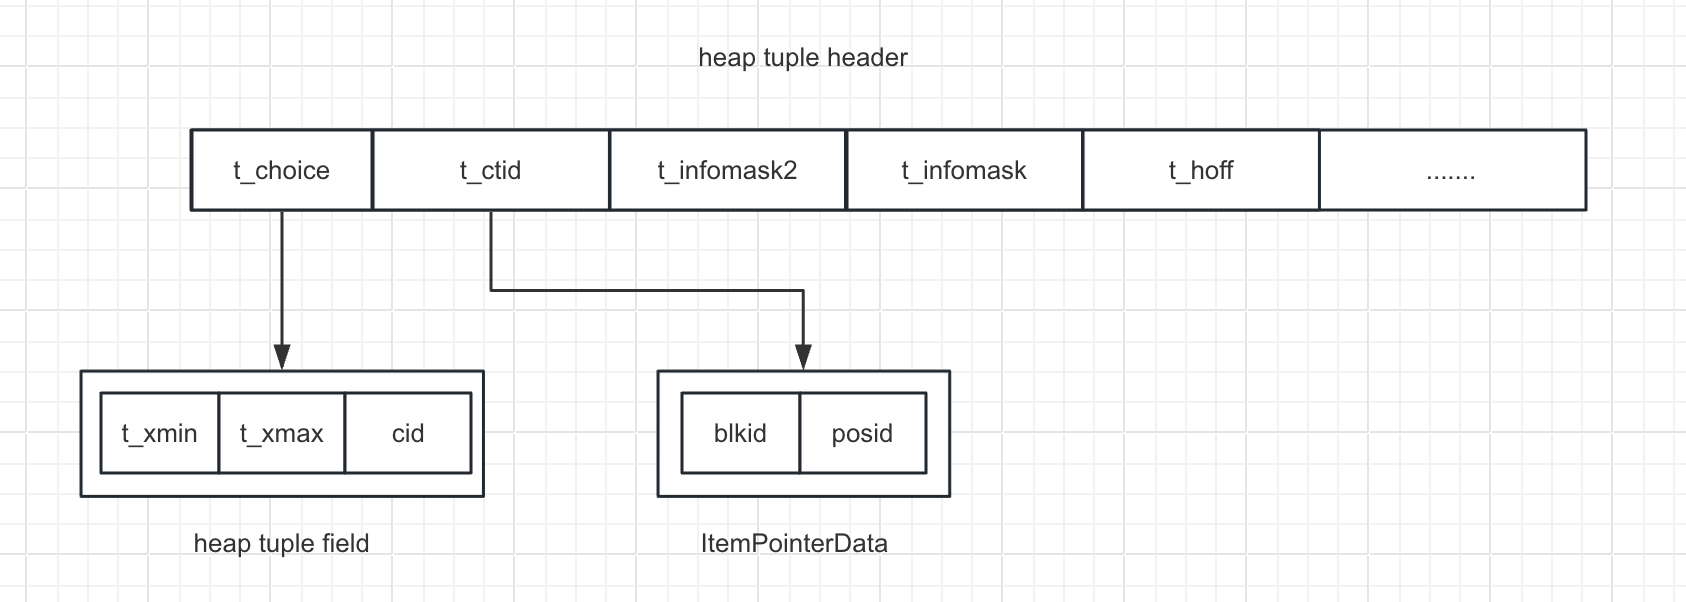 heap tuple header
t_choice t_ctid t_infomask2 t_infomask t_hoff .......
t_xmin t_xmax cid blkid posid
heap tuple field ItemPointerData